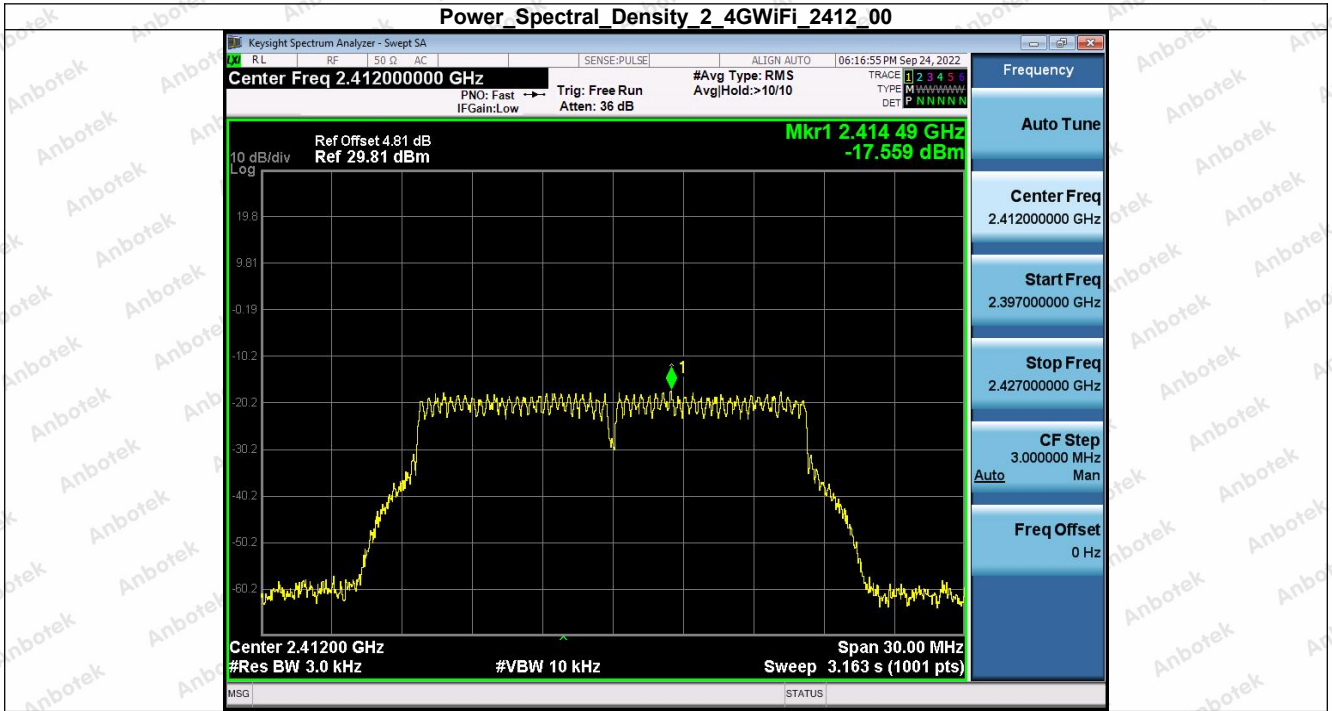 Power_Spectral_Density_2_4GWiFi_2412_00
Keysight Spectrum Analyzer - Swept SA
LXI RL RF 50 Ω AC SENSE:PULSE ALIGN AUTO 06:16:55 PM Sep 24, 2022
Center Freq 2.412000000 GHz
PNO: Fast
IFGain:Low
Trig: Free Run
Atten: 36 dB
#Avg Type: RMS
Avg|Hold:>10/10
TRACE 1 2 3 4 5 6
TYPE M WWWWW
DET P N N N N N
Ref Offset 4.81 dB
10 dB/div Ref 29.81 dBm
Log
Mkr1 2.414 49 GHz
-17.559 dBm
19.8
9.81
-0.19
-10.2
-20.2
-30.2
-40.2
-50.2
-60.2
1
Center 2.41200 GHz Span 30.00 MHz
#Res BW 3.0 kHz #VBW 10 kHz Sweep 3.163 s (1001 pts)
MSG STATUS
Frequency
Auto Tune
Center Freq
2.412000000 GHz
Start Freq
2.397000000 GHz
Stop Freq
2.427000000 GHz
CF Step
3.000000 MHz
Auto Man
Freq Offset
0 Hz
Anbotek